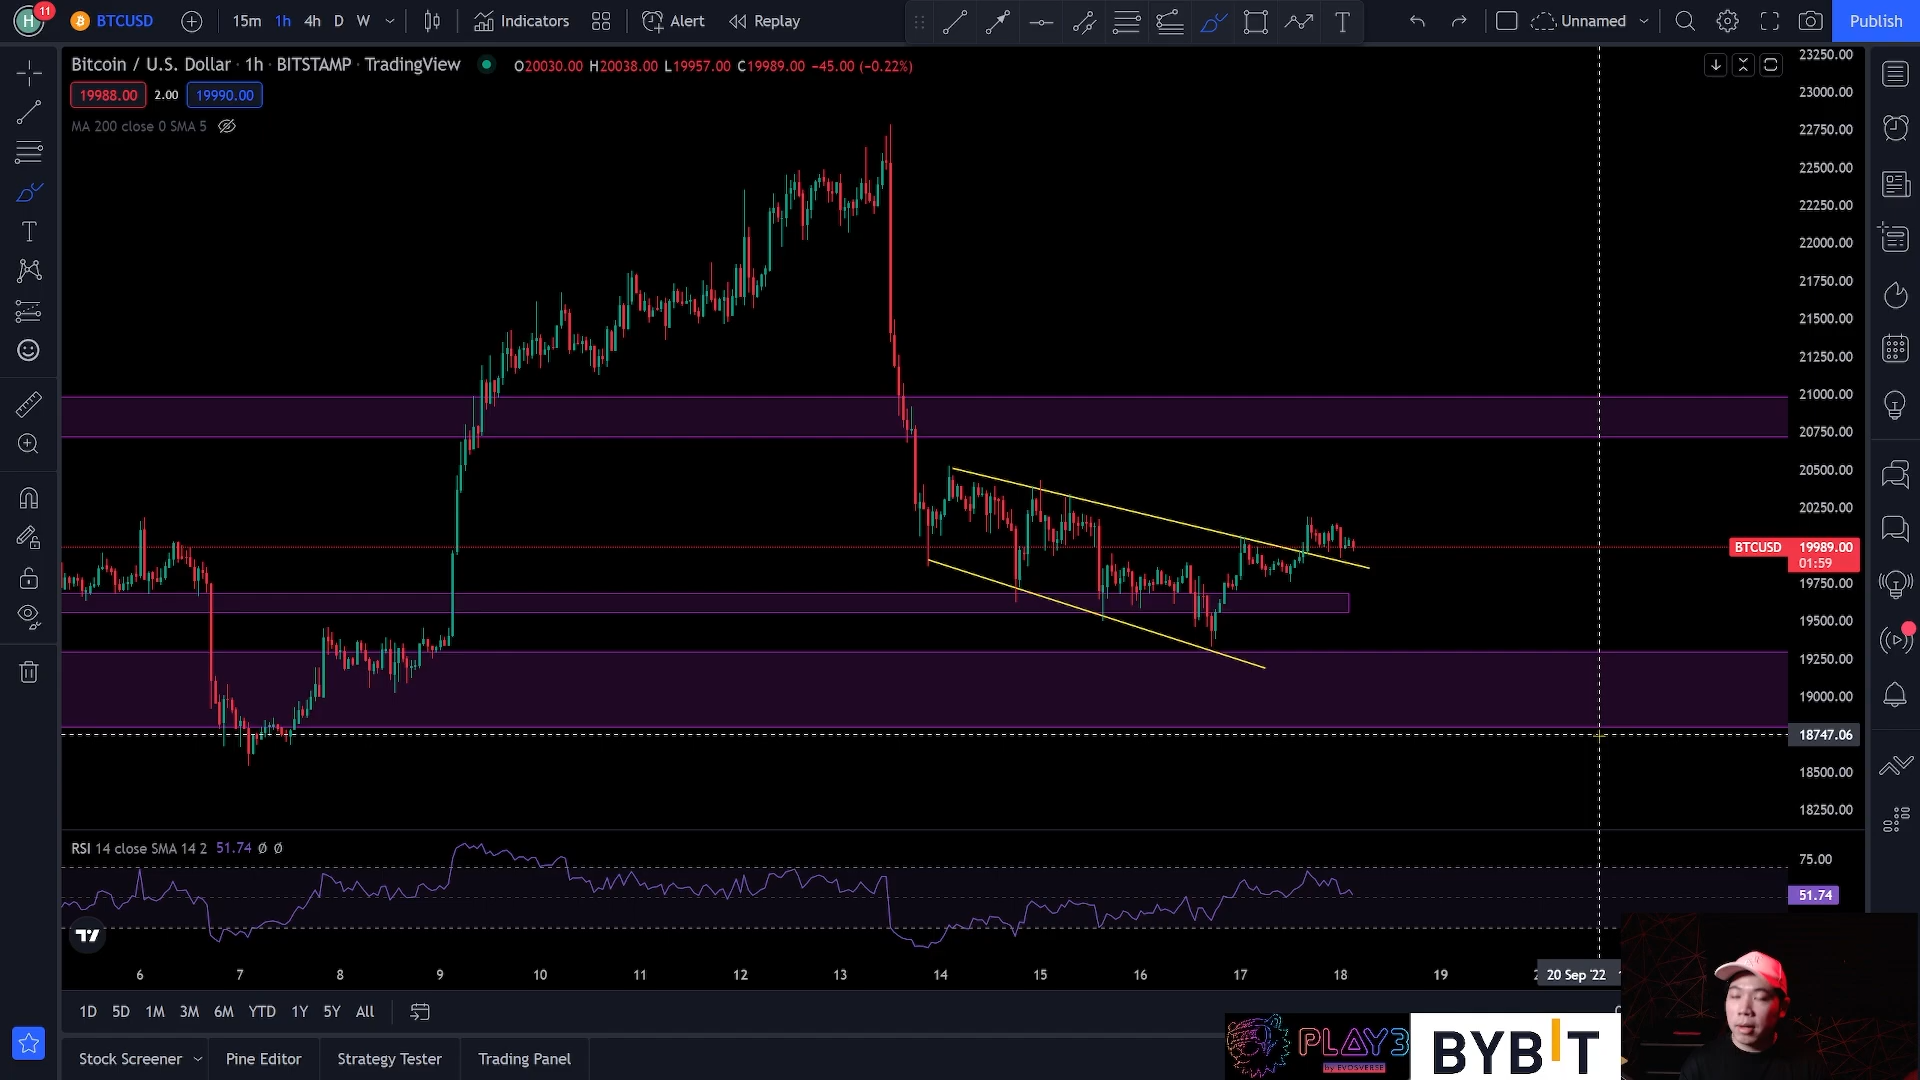 H 11 BTCUSD 15m 1h 4h D W Indicators Alert Replay T Unnamed Publish
Bitcoin / U.S. Dollar · 1h · BITSTAMP · TradingView O20030.00 H20038.00 L19957.00 C19989.00 −45.00 (−0.22%)
19988.00 2.00 19990.00
MA 200 close 0 SMA 5
23250.00
23000.00
22750.00
22500.00
22250.00
22000.00
21750.00
21500.00
21250.00
21000.00
20750.00
20500.00
20250.00
BTCUSD 19989.00
01:59
19750.00
19500.00
19250.00
19000.00
18747.06
18500.00
18250.00
RSI 14 close SMA 14 2 51.74 Ø Ø
75.00
51.74
6 7 8 9 10 11 12 13 14 15 16 17 18 19 20 Sep '22
1D 5D 1M 3M 6M YTD 1Y 5Y All
Stock Screener Pine Editor Strategy Tester Trading Panel
PLAY3
by EVOSVERSE
BYBIT